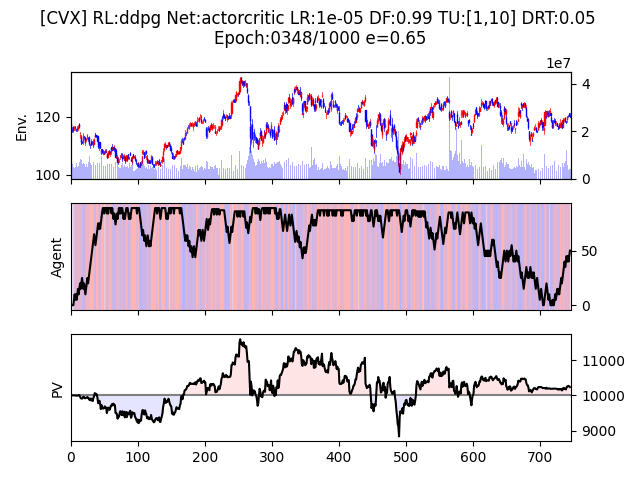 [CVX] RL:ddpg Net:actorcritic LR:1e-05 DF:0.99 TU:[1,10] DRT:0.05
Epoch:0348/1000 e=0.65
1e7
Env.
120
100
4
2
0
Agent
50
0
PV
11000
10000
9000
0 100 200 300 400 500 600 700